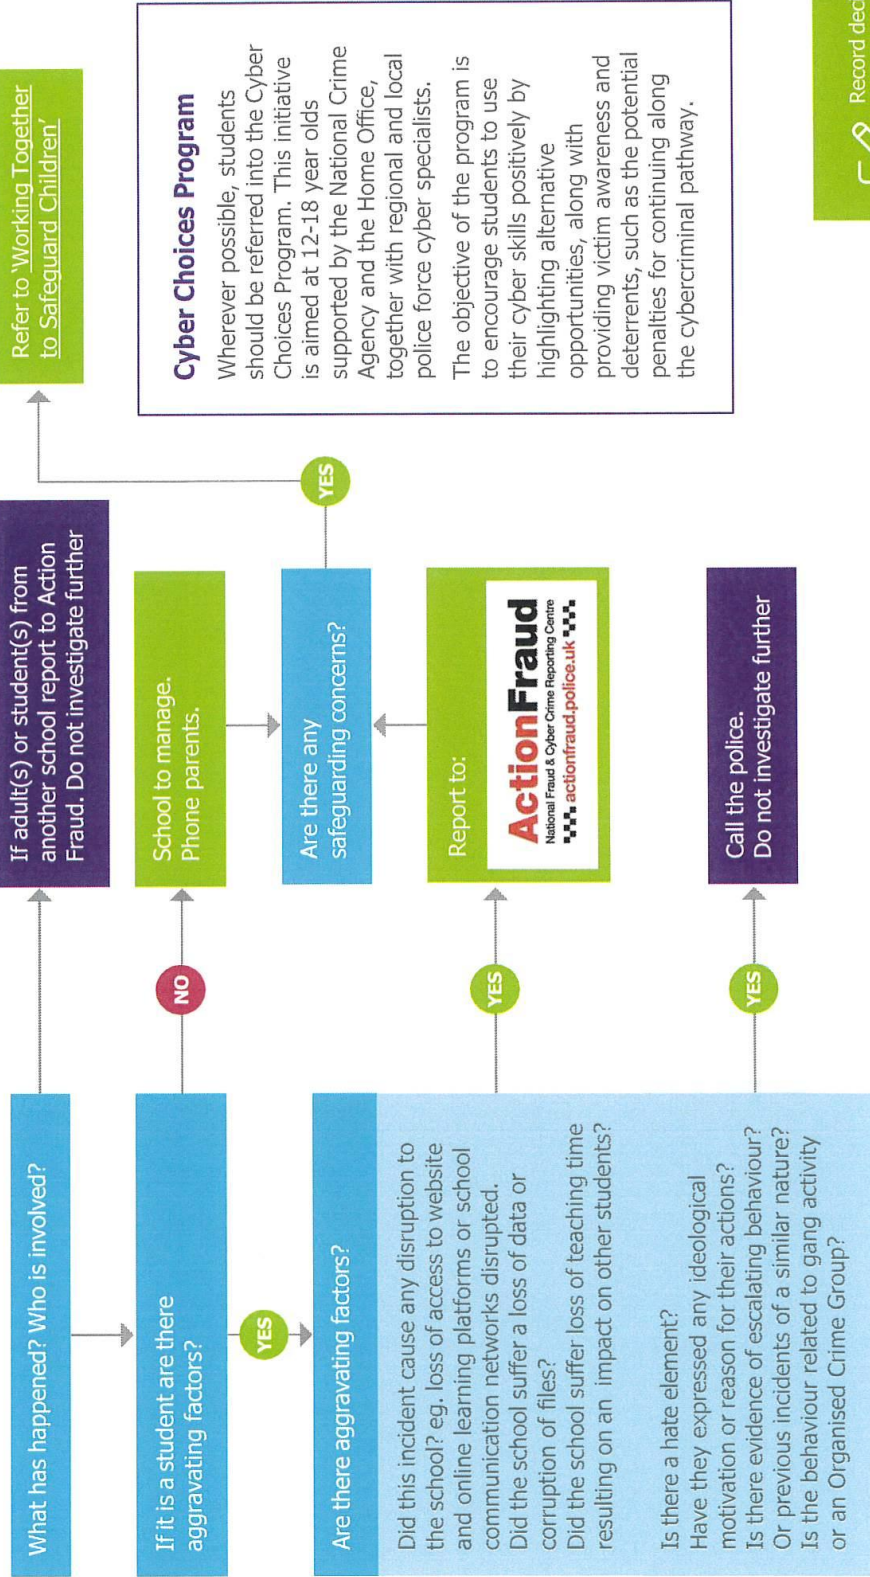 What has happened? Who is involved?
If adult(s) or student(s) from
another school report to Action
Fraud. Do not investigate further
Refer to ‘Working Together
to Safeguard Children’
If it is a student are there
aggravating factors?
NO
School to manage.
Phone parents.
YES
Are there any
safeguarding concerns?
YES
Are there aggravating factors?
Did this incident cause any disruption to
the school? eg. loss of access to website
and online learning platforms or school
communication networks disrupted.
Did the school suffer a loss of data or
corruption of files?
Did the school suffer loss of teaching time
resulting on an impact on other students?
YES
Report to:
ActionFraud
National Fraud & Cyber Crime Reporting Centre
actionfraud.police.uk
Is there a hate element?
Have they expressed any ideological
motivation or reason for their actions?
Is there evidence of escalating behaviour?
Or previous incidents of a similar nature?
Is the behaviour related to gang activity
or an Organised Crime Group?
YES
Call the police.
Do not investigate further
Cyber Choices Program
Wherever possible, students
should be referred into the Cyber
Choices Program. This initiative
is aimed at 12-18 year olds
supported by the National Crime
Agency and the Home Office,
together with regional and local
police force cyber specialists.
The objective of the program is
to encourage students to use
their cyber skills positively by
highlighting alternative
opportunities, along with
providing victim awareness and
deterrents, such as the potential
penalties for continuing along
the cybercriminal pathway.
Record